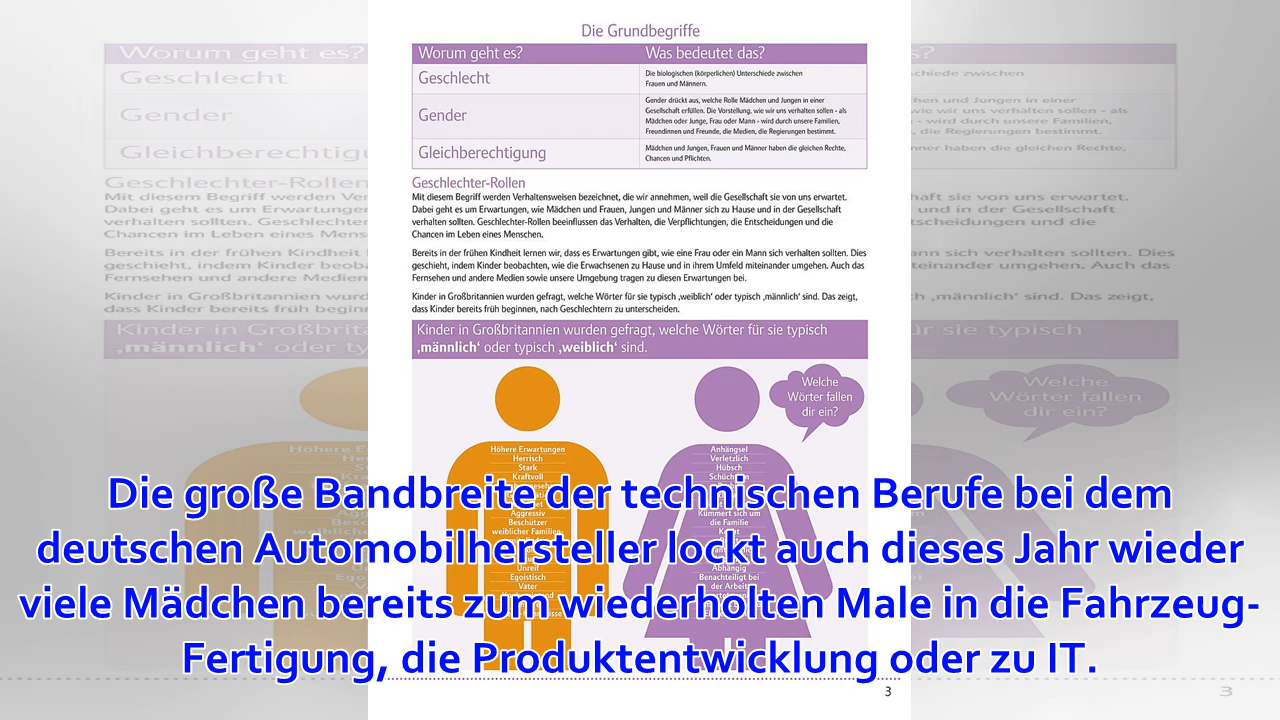 Die Grundbegriffe
Worum geht es? Was bedeutet das?
Geschlecht
Die biologischen (körperlichen) Unterschiede zwischen
Frauen und Männern.
Gender
Gender drückt aus, welche Rolle Mädchen und Jungen in einer
Gesellschaft erfüllen. Die Vorstellung, wie wir uns verhalten sollen - als
Mädchen oder Junge, Frau oder Mann - wird durch unsere Familien,
Freundinnen und Freunde, die Medien, die Regierungen bestimmt.
Gleichberechtigung
Mädchen und Jungen, Frauen und Männer haben die gleichen Rechte,
Chancen und Pflichten.
Geschlechter-Rollen
Mit diesem Begriff werden Verhaltensweisen bezeichnet, die wir annehmen, weil die Gesellschaft sie von uns erwartet.
Dabei geht es um Erwartungen, wie Mädchen und Frauen, Jungen und Männer sich zu Hause und in der Gesellschaft
verhalten sollten. Geschlechter-Rollen beeinflussen das Verhalten, die Verpflichtungen, die Entscheidungen und die
Chancen im Leben eines Menschen.
Bereits in der frühen Kindheit lernen wir, dass es Erwartungen gibt, wie eine Frau oder ein Mann sich verhalten sollten. Dies
geschieht, indem Kinder beobachten, wie die Erwachsenen zu Hause und in ihrem Umfeld miteinander umgehen. Auch das
Fernsehen und andere Medien sowie unsere Umgebung tragen zu diesen Erwartungen bei.
Kinder in Großbritannien wurden gefragt, welche Wörter für sie typisch ‚weiblich‘ oder typisch ‚männlich‘ sind. Das zeigt,
dass Kinder bereits früh beginnen, nach Geschlechtern zu unterscheiden.
Kinder in Großbritannien wurden gefragt, welche Wörter für sie typisch
‚männlich‘ oder typisch ‚weiblich‘ sind.
Welche
Wörter fallen
dir ein?
Höhere Erwartungen
Herrisch
Stark
Kraftvoll
Aggressiv
Beschützer
weiblicher Familien-
Unreif
Egoistisch
Vater
Anhängsel
Verletzlich
Hübsch
Kümmert sich um
die Familie
Abhängig
Benachteiligt bei
der Arbeit
Die große Bandbreite der technischen Berufe bei dem
deutschen Automobilhersteller lockt auch dieses Jahr wieder
viele Mädchen bereits zum wiederholten Male in die Fahrzeug-
Fertigung, die Produktentwicklung oder zu IT.
3